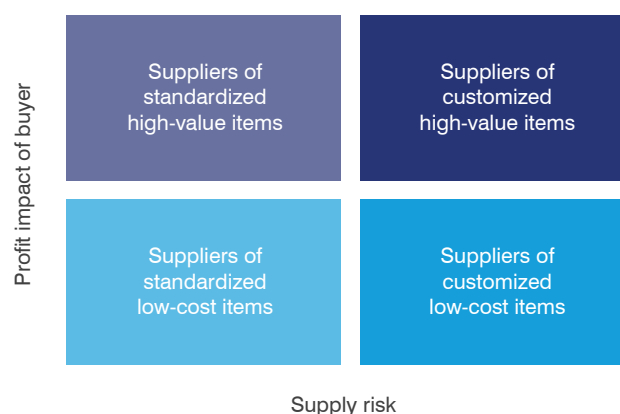 Profit impact of buyer
Suppliers of
standardized
high-value items
Suppliers of
customized
high-value items
Suppliers of
standardized
low-cost items
Suppliers of
customized
low-cost items
Supply risk